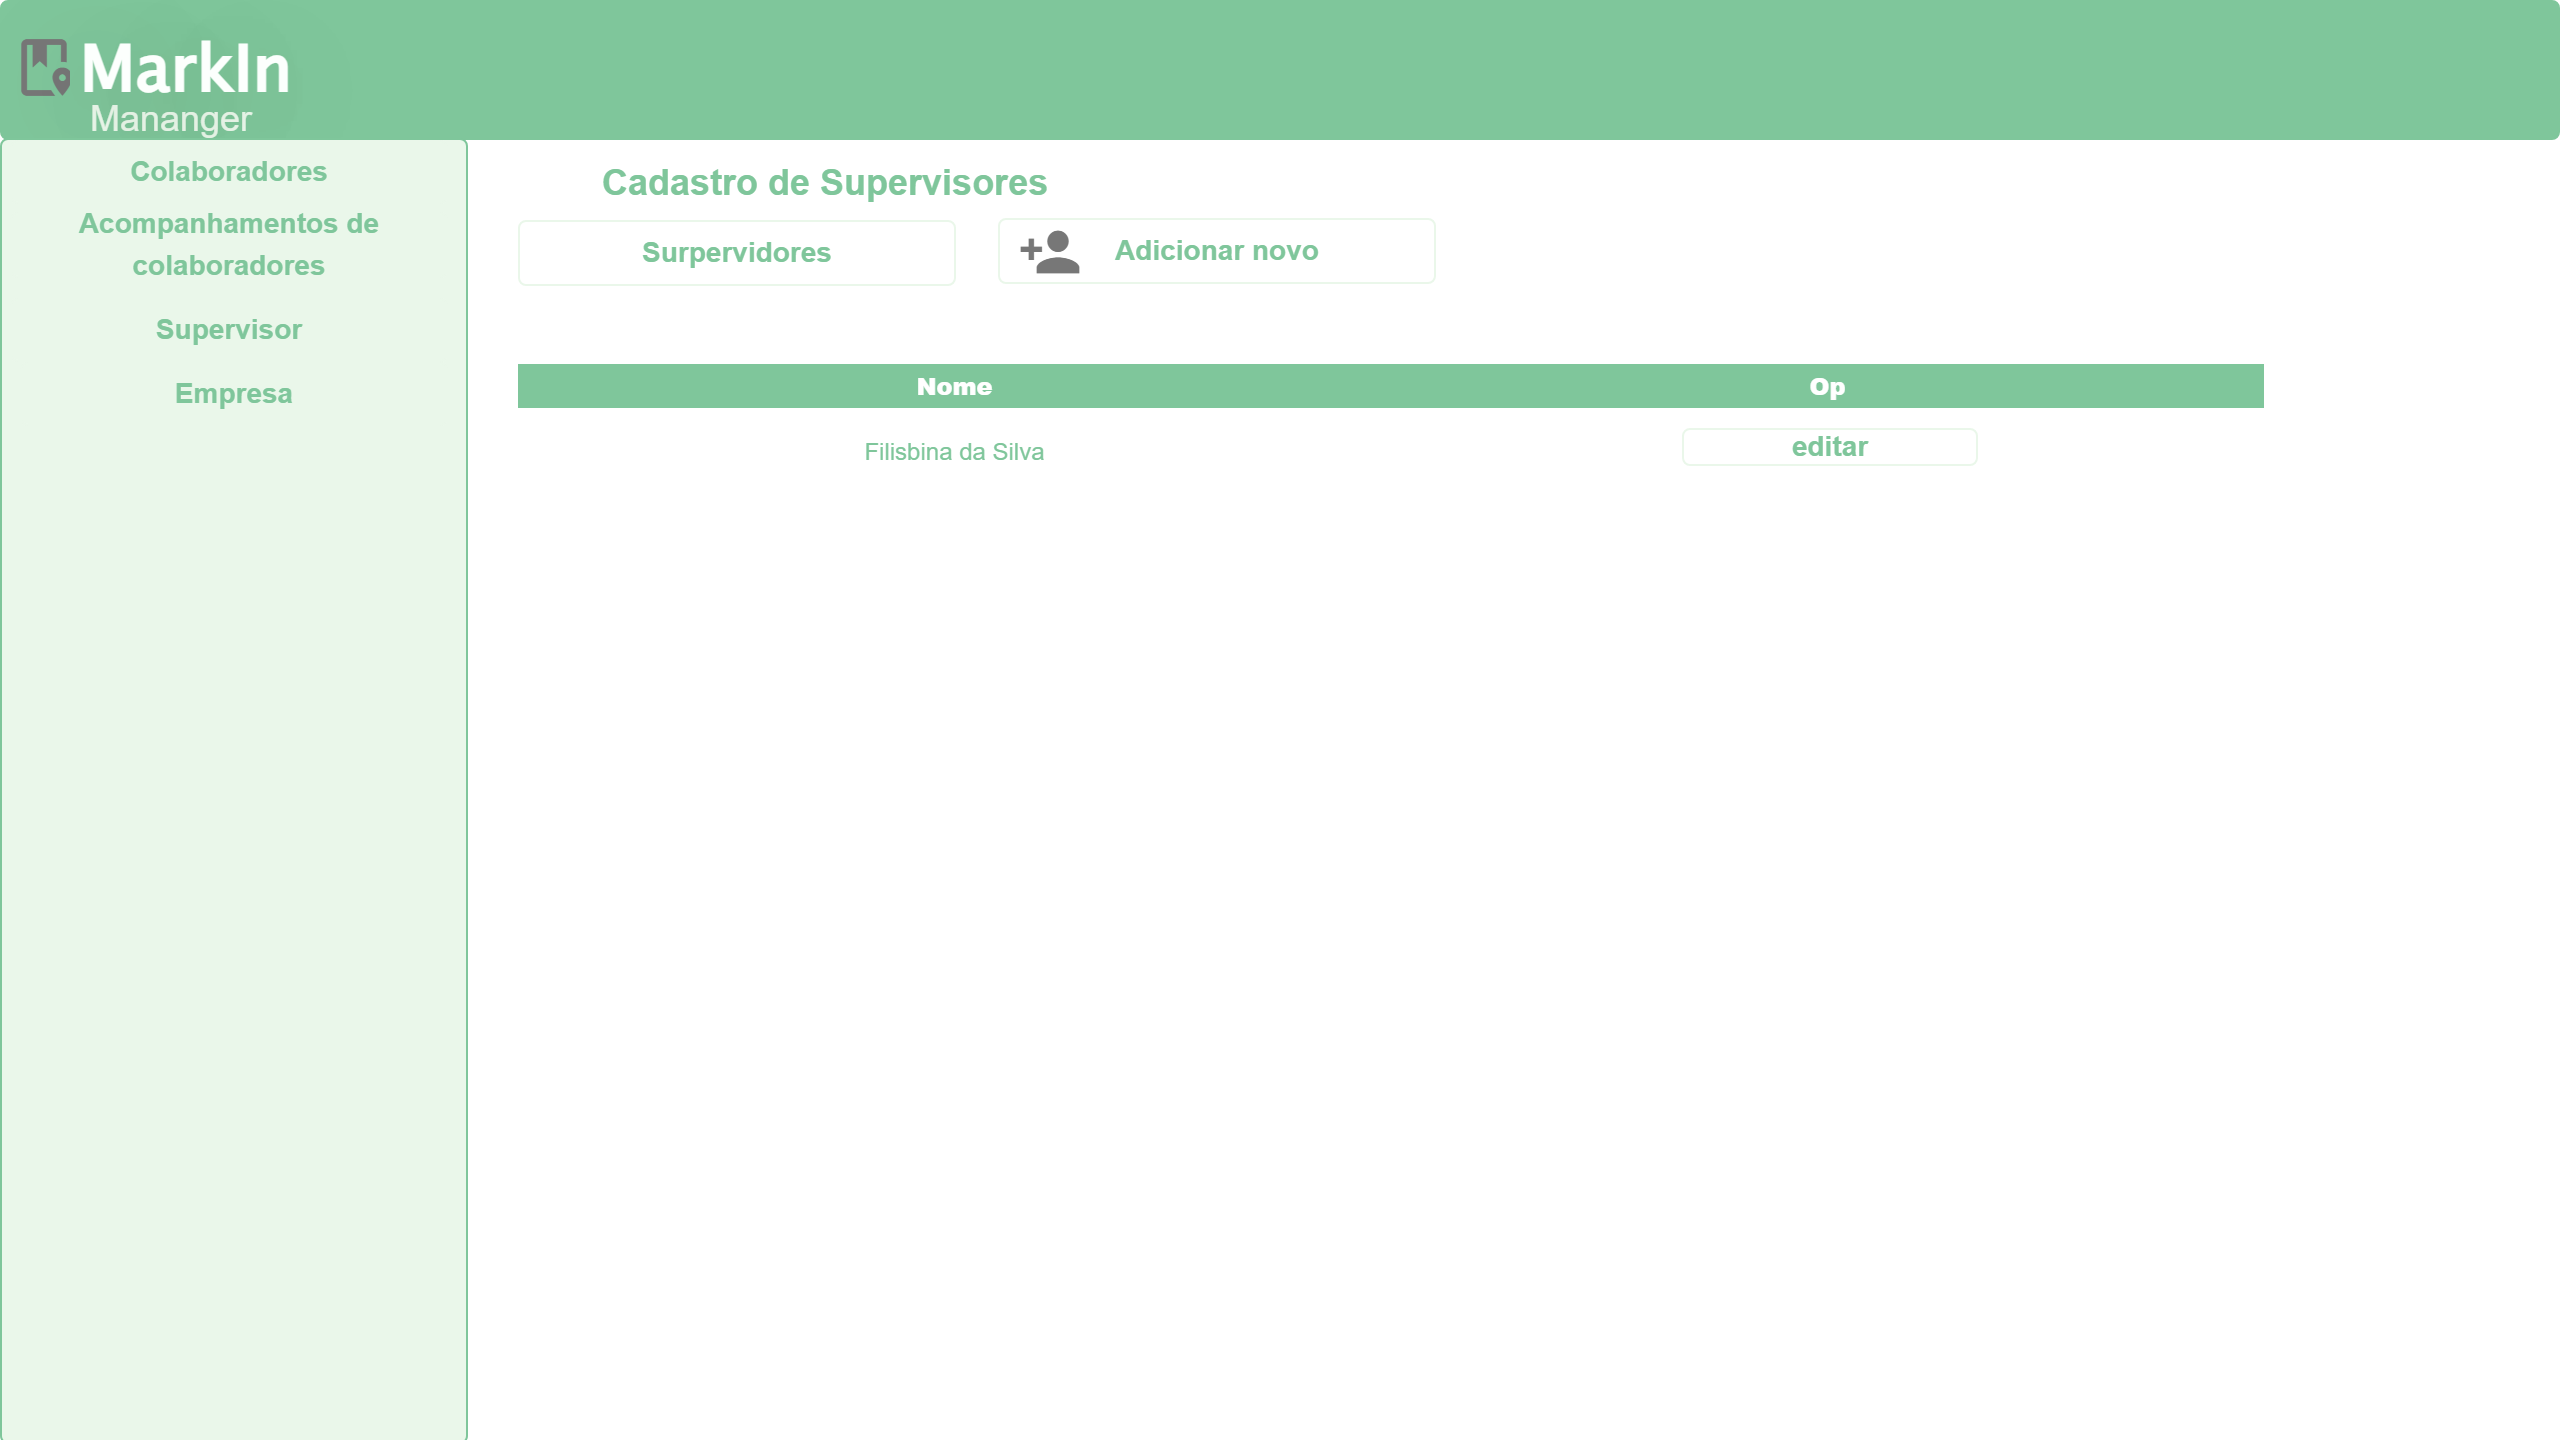 MarkIn
Mananger
Colaboradores
Acompanhamentos de
colaboradores
Supervisor
Empresa
Cadastro de Supervisores
Surpervidores
Adicionar novo
Nome Op
Filisbina da Silva editar